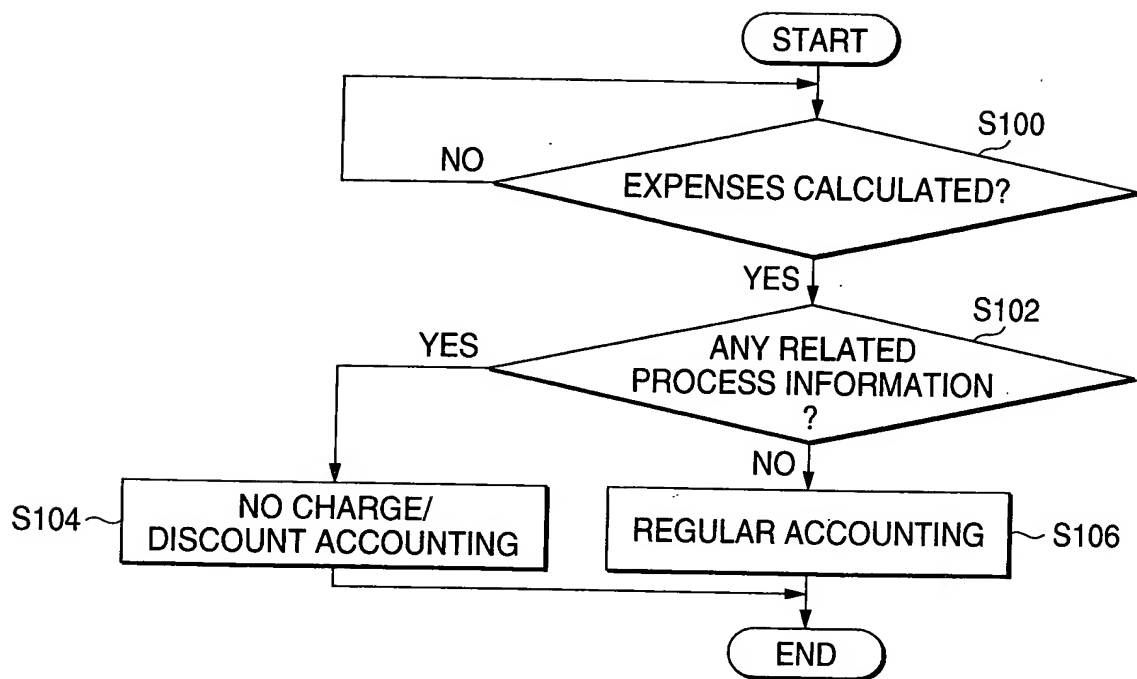 START
S100
NO
EXPENSES CALCULATED?
YES
S102
YES
ANY RELATED
PROCESS INFORMATION
?
NO
S104
NO CHARGE/
DISCOUNT ACCOUNTING
REGULAR ACCOUNTING
S106
END